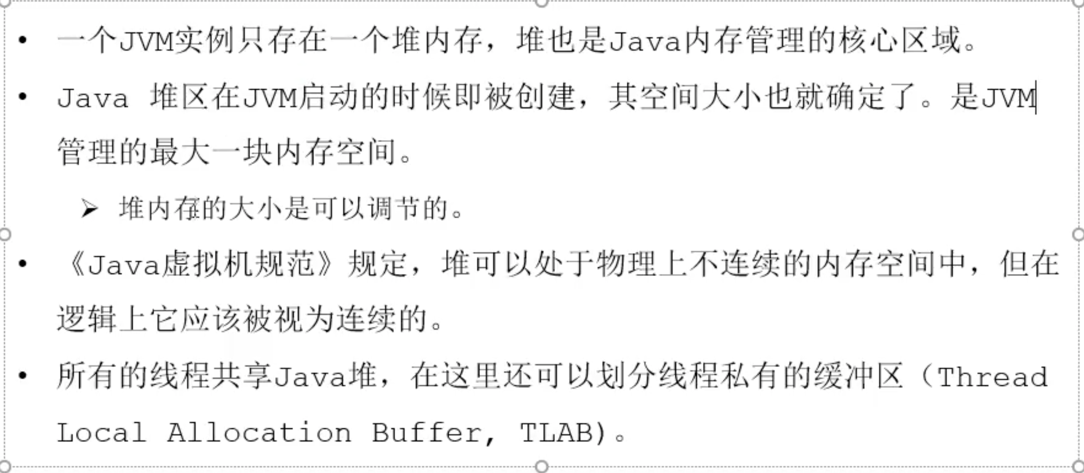 • 一个JVM实例只存在一个堆内存，堆也是Java内存管理的核心区域。
• Java 堆区在JVM启动的时候即被创建，其空间大小也就确定了。是JVM
管理的最大一块内存空间。
➢ 堆内存的大小是可以调节的。
• 《Java虚拟机规范》规定，堆可以处于物理上不连续的内存空间中，但在
逻辑上它应该被视为连续的。
• 所有的线程共享Java堆，在这里还可以划分线程私有的缓冲区（Thread
Local Allocation Buffer, TLAB)。